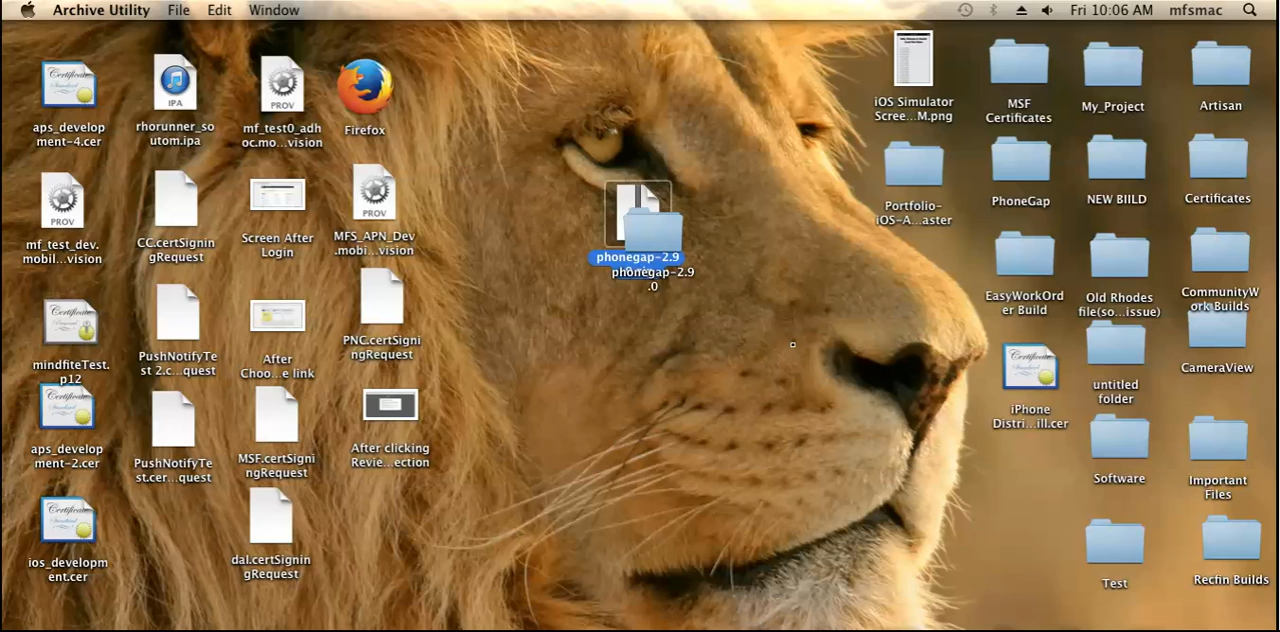 Archive Utility File Edit Window
Fri 10:06 AM mfsmac
aps_develop
ment-4.cer
IPA
rhorunner_so
utom.ipa
PROV
mf_test0_adh
oc.mo...vision
Firefox
iOS Simulator
Scree...M.png
MSF
Certificates
My_Project
Artisan
PROV
mf_test_dev.
mobil...vision
CC.certSignin
gRequest
Screen After
Login
PROV
MFS_APN_Dev
.mobi...vision
phonegap-2.9
phonegap-2.9
.0
Portfolio-
iOS-A...aster
PhoneGap
NEW BIILD
Certificates
mindfiteTest.
p12
PushNotifyTe
st 2.c...quest
After
Choo...e link
PNC.certSigni
ngRequest
EasyWorkOrd
er Build
Old Rhodes
file(so...issue)
CommunityW
ork Builds
aps_develop
ment-2.cer
PushNotifyTe
st.cer...quest
MSF.certSigni
ngRequest
After clicking
Revie...ection
iPhone
Distri...ill.cer
untitled
folder
CameraView
Software
Important
Files
ios_developm
ent.cer
dal.certSignin
gRequest
Test
Recfin Builds